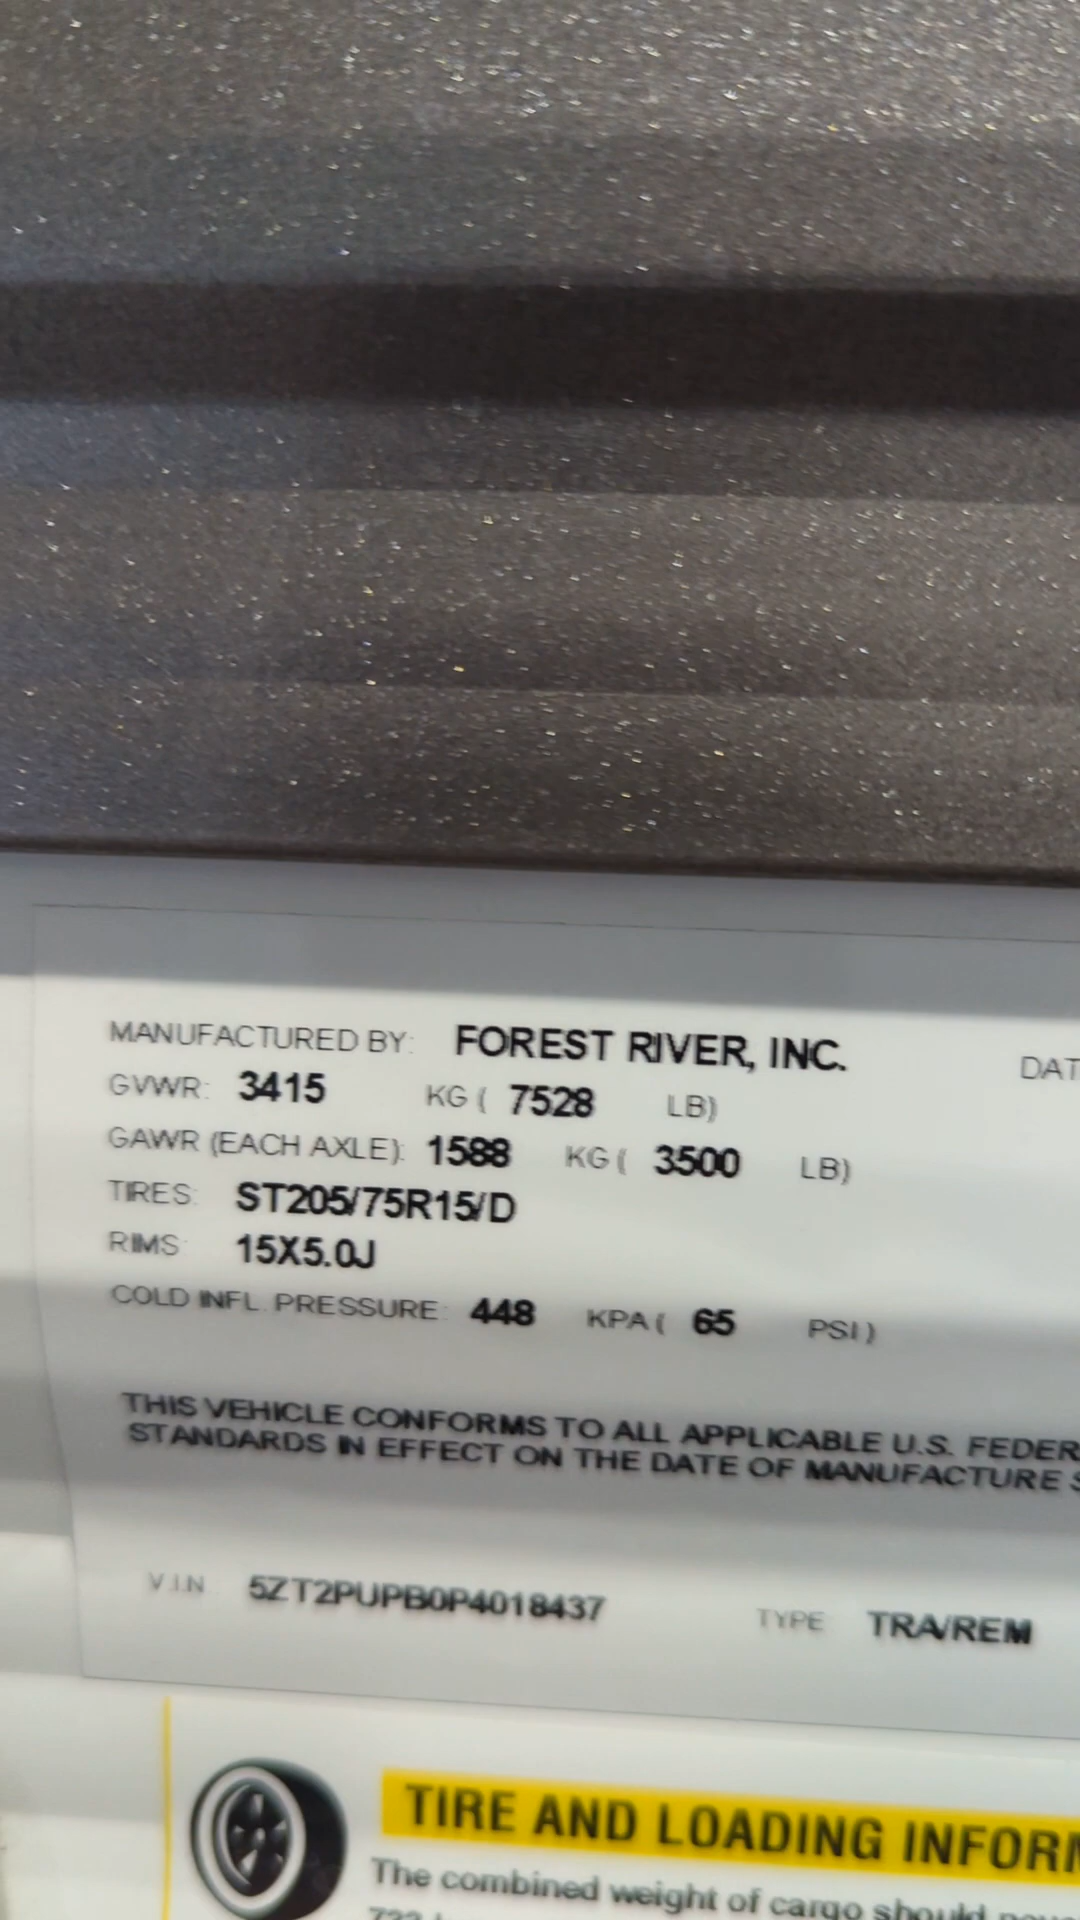 MANUFACTURED BY: FOREST RIVER, INC. DAT
GVWR: 3415 KG ( 7528 LB)
GAWR (EACH AXLE): 1588 KG ( 3500 LB)
TIRES: ST205/75R15/D
RIMS: 15X5.0J
COLD INFL. PRESSURE: 448 KPA ( 65 PSI )
THIS VEHICLE CONFORMS TO ALL APPLICABLE U.S. FEDER
STANDARDS IN EFFECT ON THE DATE OF MANUFACTURE S
V.I.N. 5ZT2PUPB0P4018437 TYPE TRA/REM
TIRE AND LOADING INFORM
The combined weight of cargo should